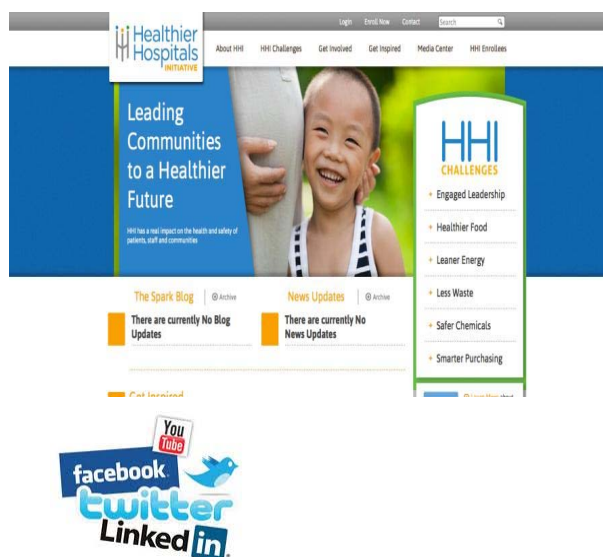 Login Enroll Now Contact Search
Healthier
Hospitals
INITIATIVE
About HHI HHI Challenges Get Involved Get Inspired Media Center HHI Enrollees
Leading
Communities
to a Healthier
Future
HHI has a real impact on the health and safety of
patients, staff and communities
HHI
CHALLENGES
+ Engaged Leadership
+ Healthier Food
+ Leaner Energy
+ Less Waste
+ Safer Chemicals
+ Smarter Purchasing
The Spark Blog Archive
There are currently No Blog
Updates
News Updates Archive
There are currently No
News Updates
Get Inspired
You
Tube
facebook
twitter
Linked in